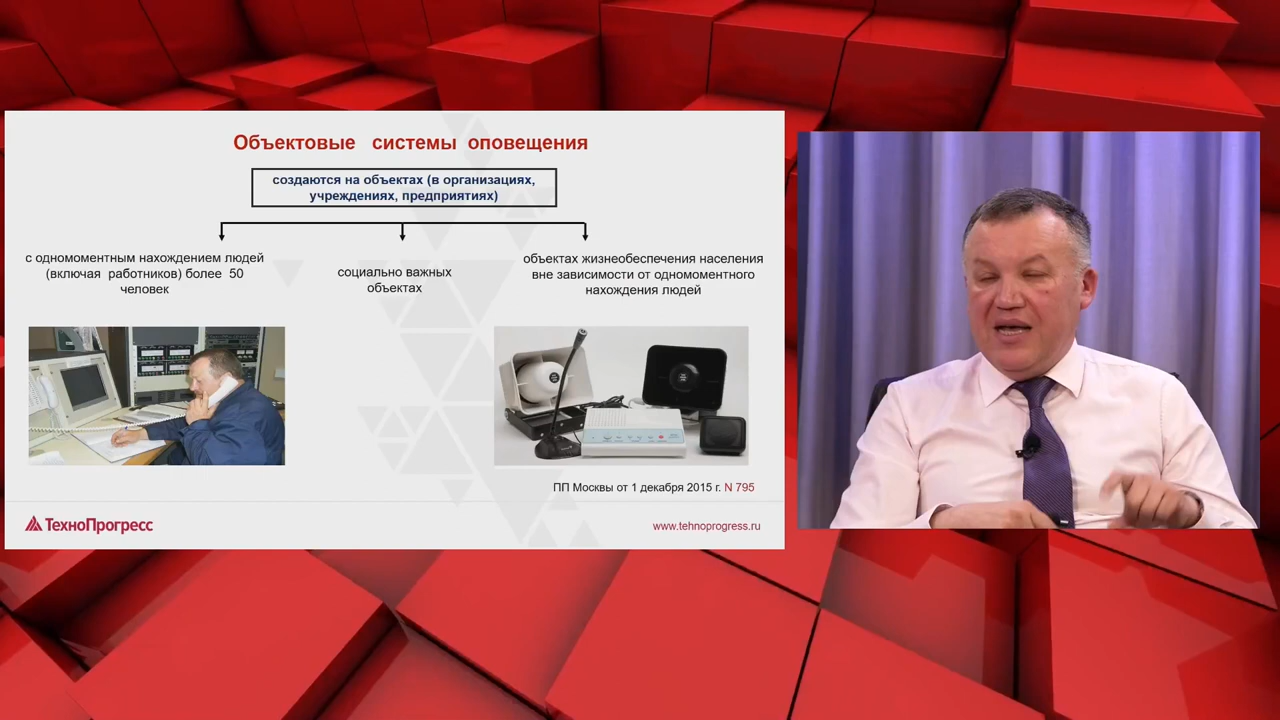 Объектовые системы оповещения
создаются на объектах (в организациях,
учреждениях, предприятиях)
с одномоментным нахождением людей
(включая работников) более 50
человек
социально важных
объектах
объектах жизнеобеспечения населения
вне зависимости от одномоментного
нахождения людей
ПП Москвы от 1 декабря 2015 г. N 795
ТехноПрогресс
www.tehnoprogress.ru